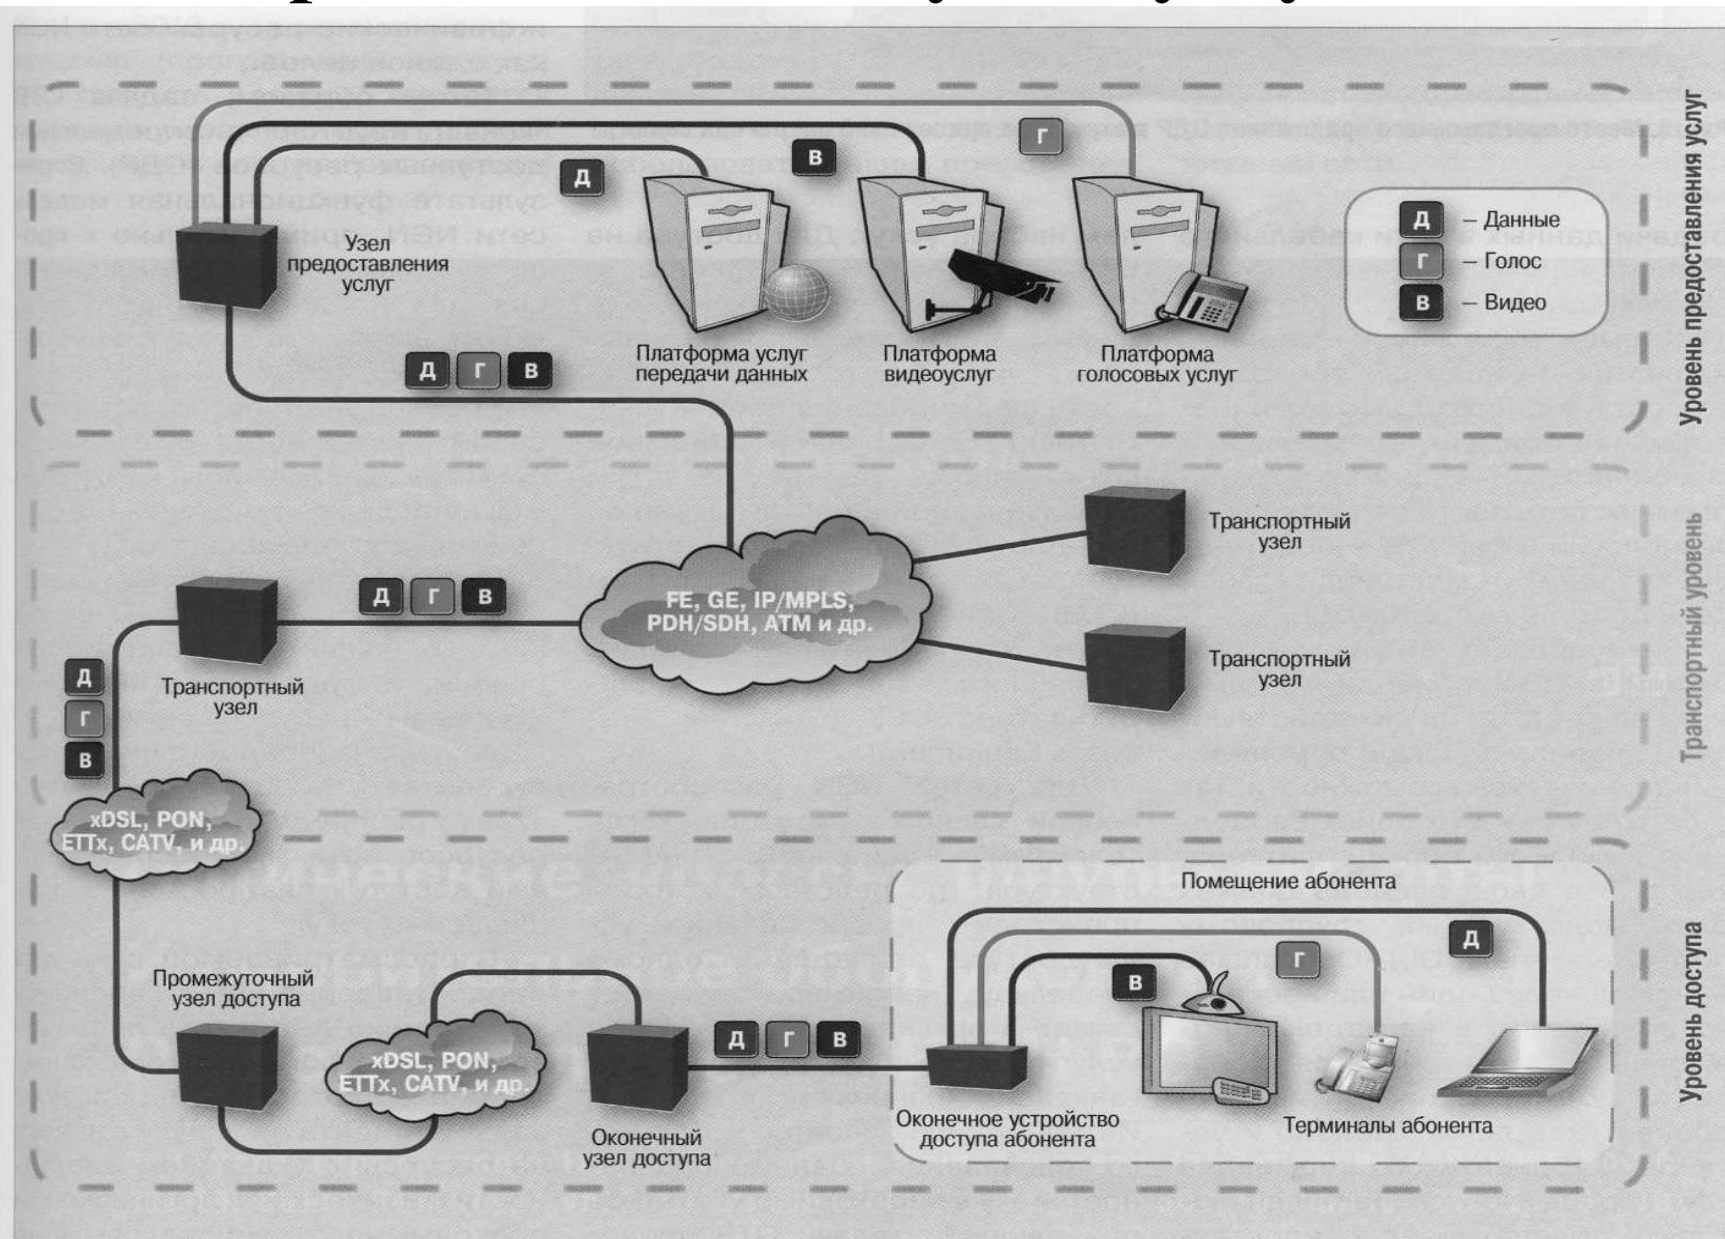 Д
В
Г
Узел
предоставления
услуг
Д – Данные
Г – Голос
В – Видео
Д Г В
Платформа услуг
передачи данных
Платформа
видеоуслуг
Платформа
голосовых услуг
Уровень предоставления услуг
Транспортный
узел
Д Г В
FE, GE, IP/MPLS,
PDH/SDH, ATM и др.
Транспортный
узел
Транспортный
узел
Д
Г
В
Транспортный уровень
xDSL, PON,
ETTx, CATV, и др.
Помещение абонента
Д
Г
В
Промежуточный
узел доступа
xDSL, PON,
ETTx, CATV, и др.
Д Г В
Оконечный
узел доступа
Оконечное устройство
доступа абонента
Терминалы абонента
Уровень доступа